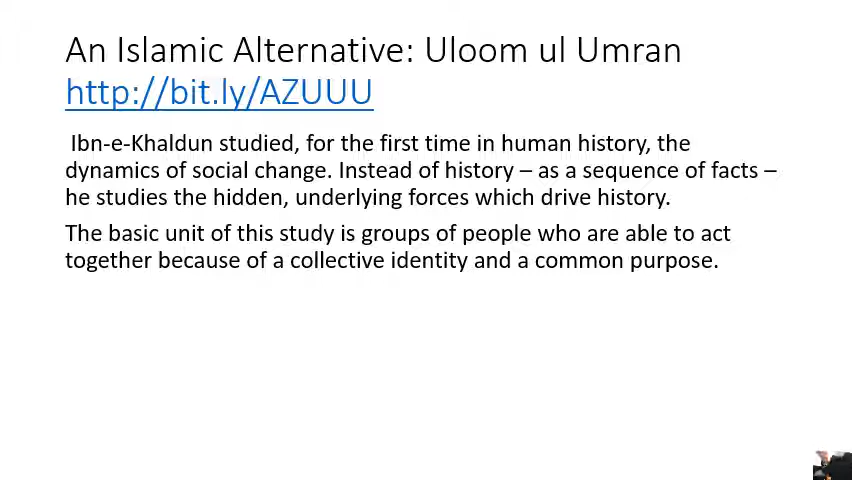 An Islamic Alternative: Uloom ul Umran
http://bit.ly/AZUUU
Ibn-e-Khaldun studied, for the first time in human history, the
dynamics of social change. Instead of history – as a sequence of facts –
he studies the hidden, underlying forces which drive history.
The basic unit of this study is groups of people who are able to act
together because of a collective identity and a common purpose.